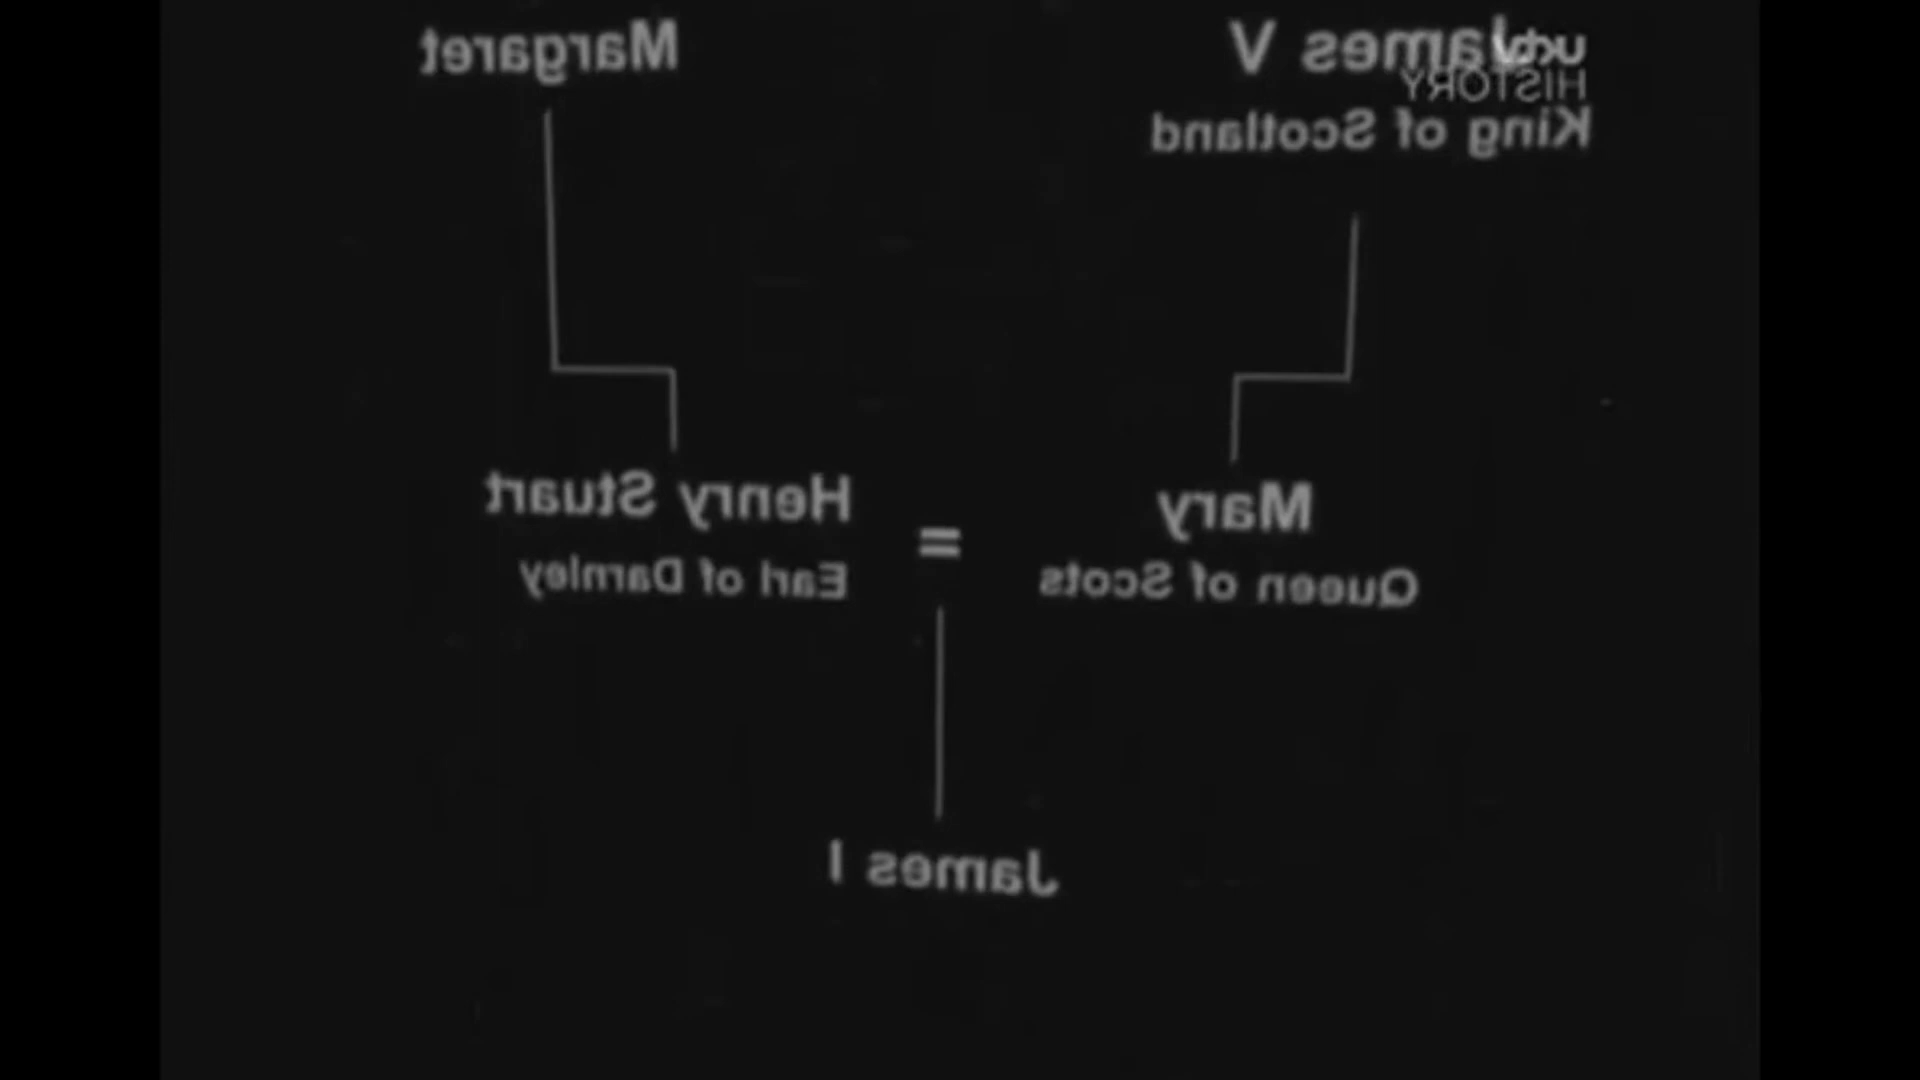 James V
uktv
HISTORY
King of Scotland
Margaret
Mary
Queen of Scots
=
Henry Stuart
Earl of Darnley
James I